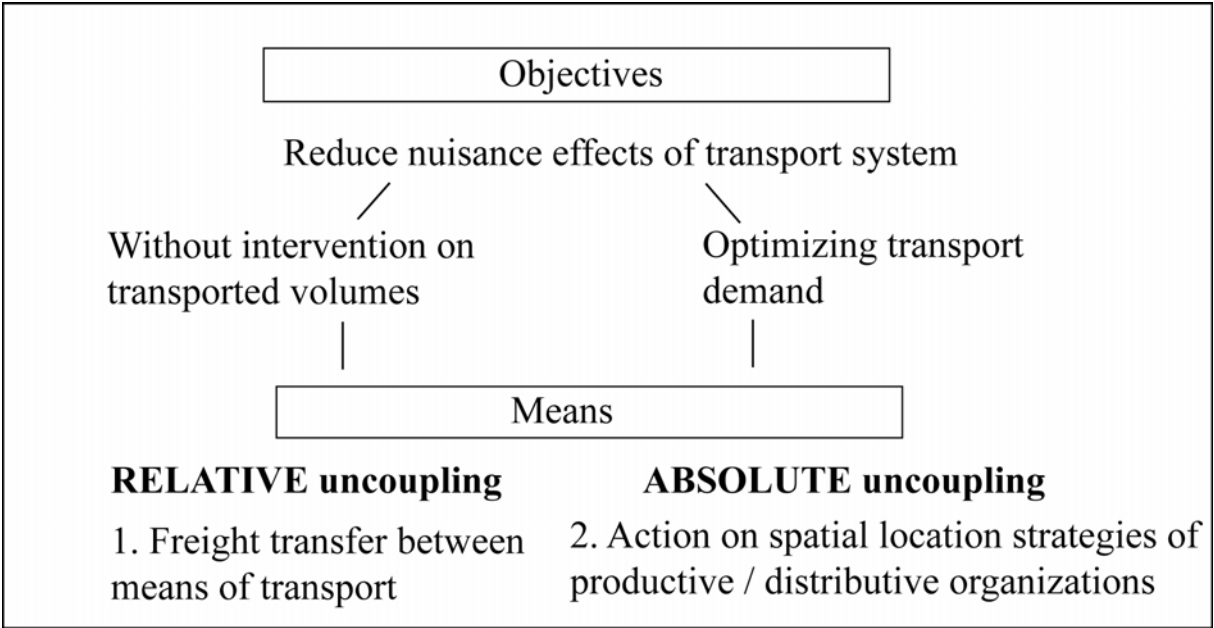 Objectives
Reduce nuisance effects of transport system
Without intervention on
transported volumes
Optimizing transport
demand
Means
RELATIVE uncoupling
1. Freight transfer between
means of transport
ABSOLUTE uncoupling
2. Action on spatial location strategies of
productive / distributive organizations